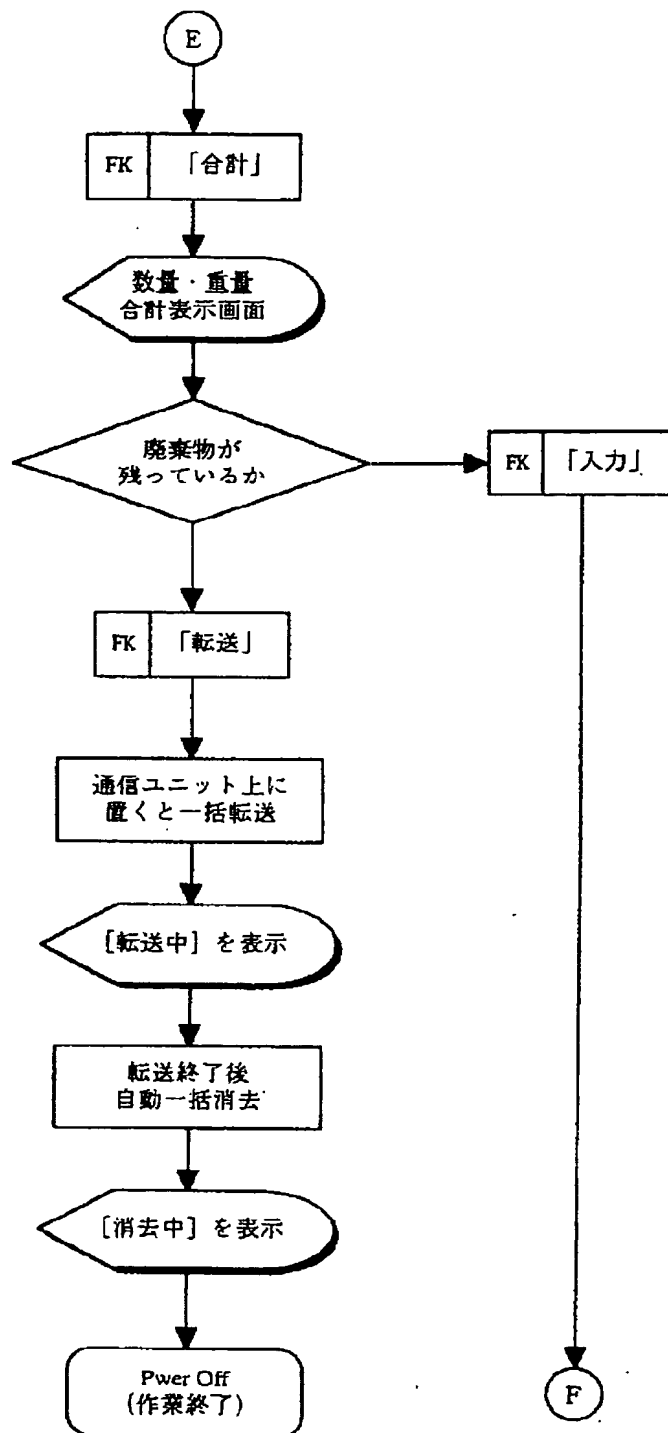 E
FK 「合計」
数量・重量
合計表示画面
廃棄物が
残っているか
FK 「入力」
FK 「転送」
通信ユニット上に
置くと一括転送
[転送中] を表示
転送終了後
自動一括消去
[消去中] を表示
Pwer Off
(作業終了)
F